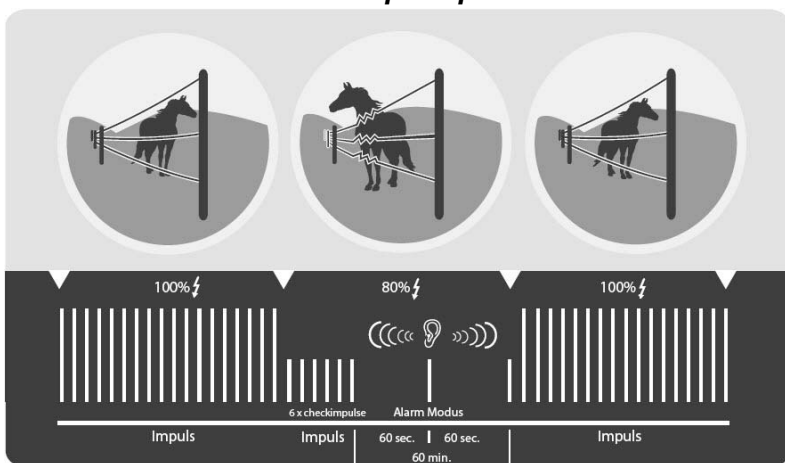 100% 80% 100%
6 x checkimpulse Alarm Modus
Impuls Impuls 60 sec. 60 sec. Impuls
60 min.